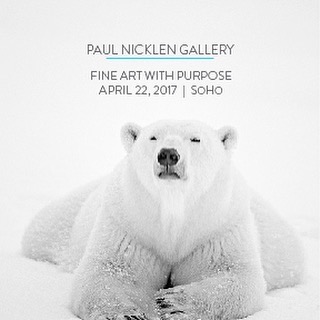 PAUL NICKLEN GALLERY
FINE ART WITH PURPOSE
APRIL 22, 2017 | SOHO